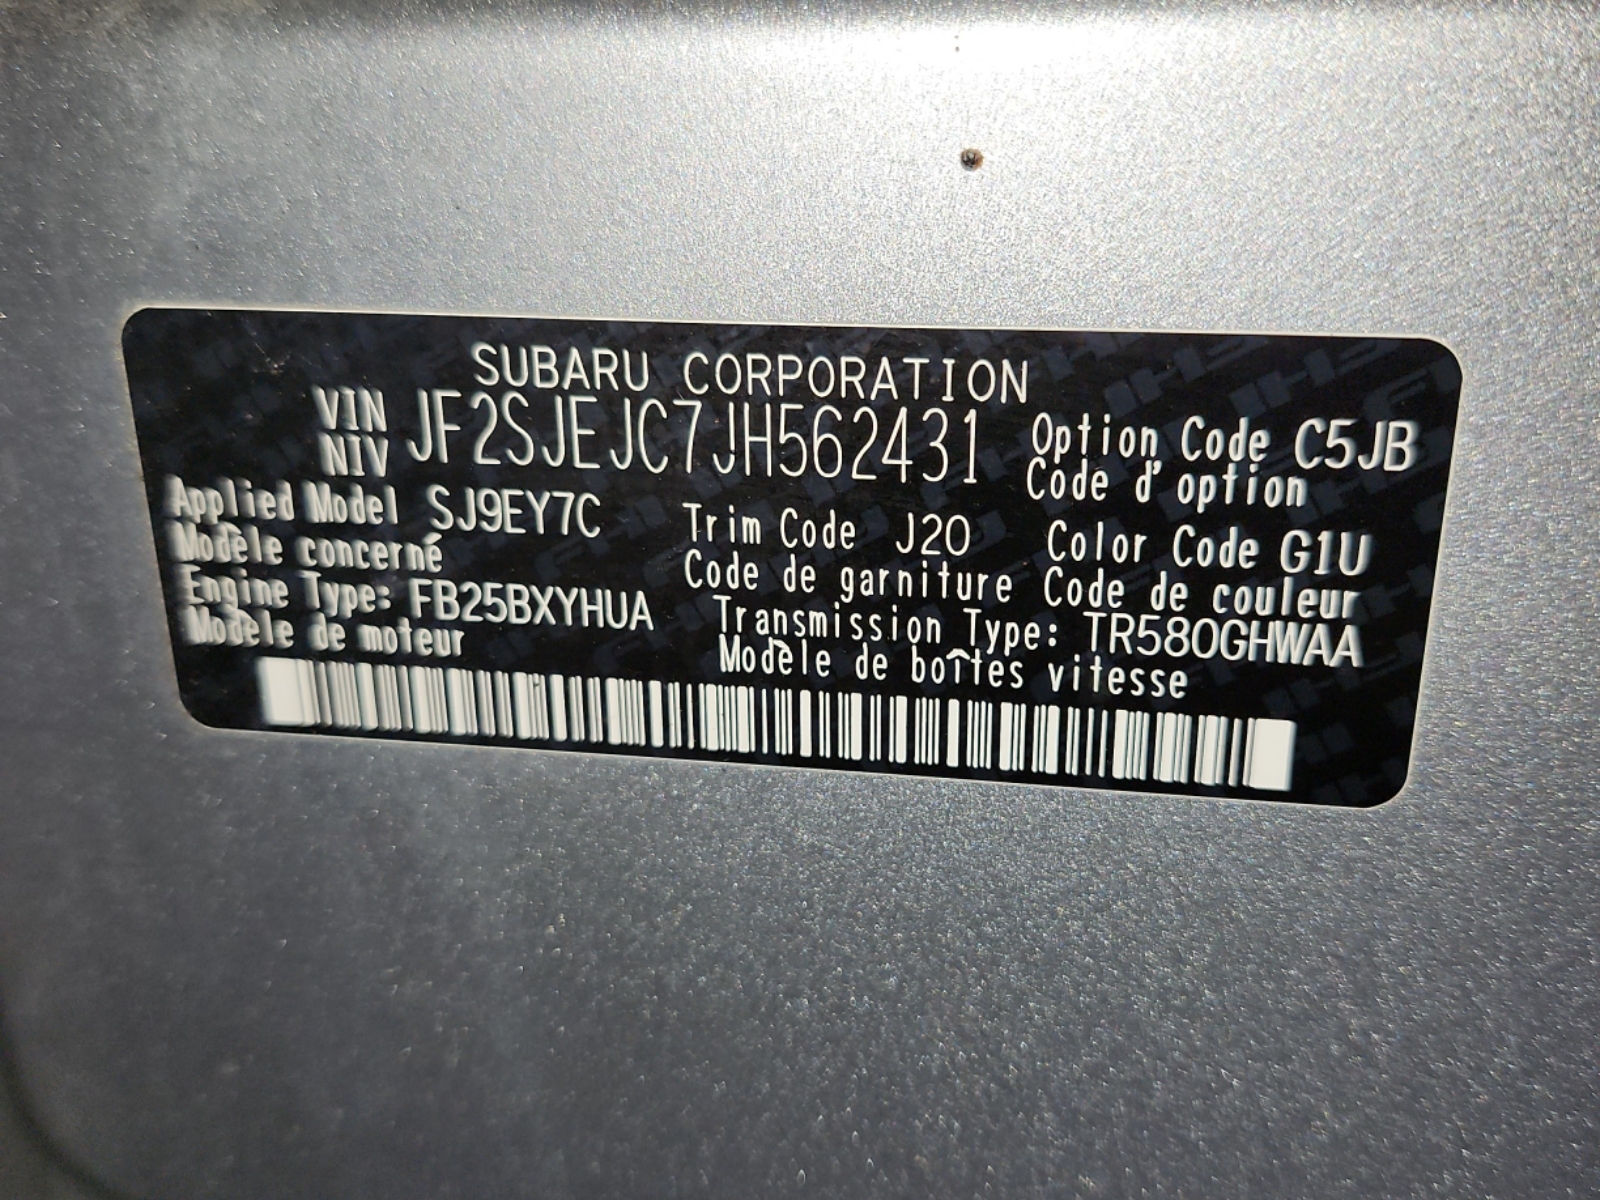 SUBARU CORPORATION
VIN
NIV JF2SJEJC7JH562431
Option Code C5JB
Code d'option
Applied Model SJ9EY7C
Modèle concerné
Trim Code J20
Code de garniture
Color Code G1U
Code de couleur
Engine Type: FB25BXYHUA
Modèle de moteur
Transmission Type: TR580GHWAA
Modèle de boîtes vitesse